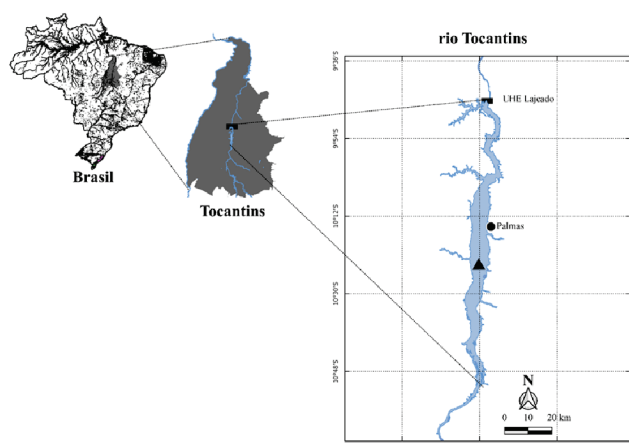 Brasil
Tocantins
rio Tocantins
9°36'S
UHE Lajeado
9°54'S
10°12'S
Palmas
10°30'S
10°48'S
N
0 10 20 km